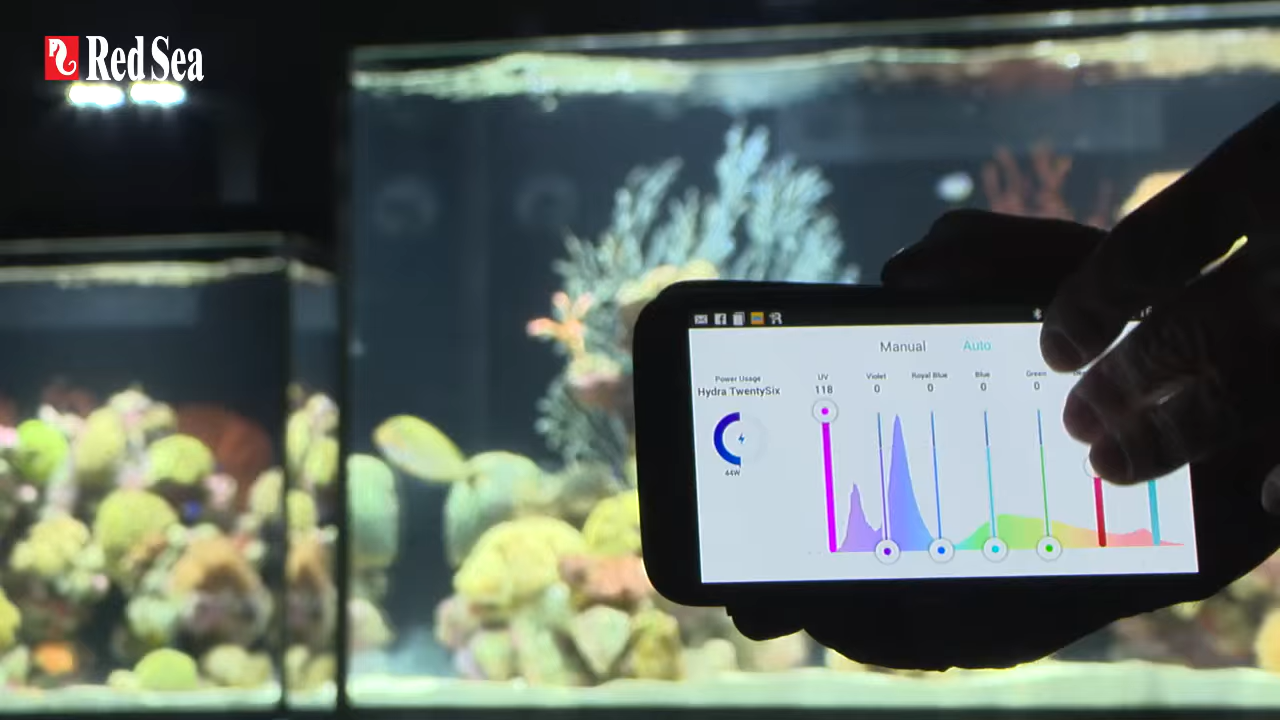 Red Sea
Manual Auto
Power Usage
Hydra TwentySix
64W
UV Violet Royal Blue Blue Green
118 0 0 0 0